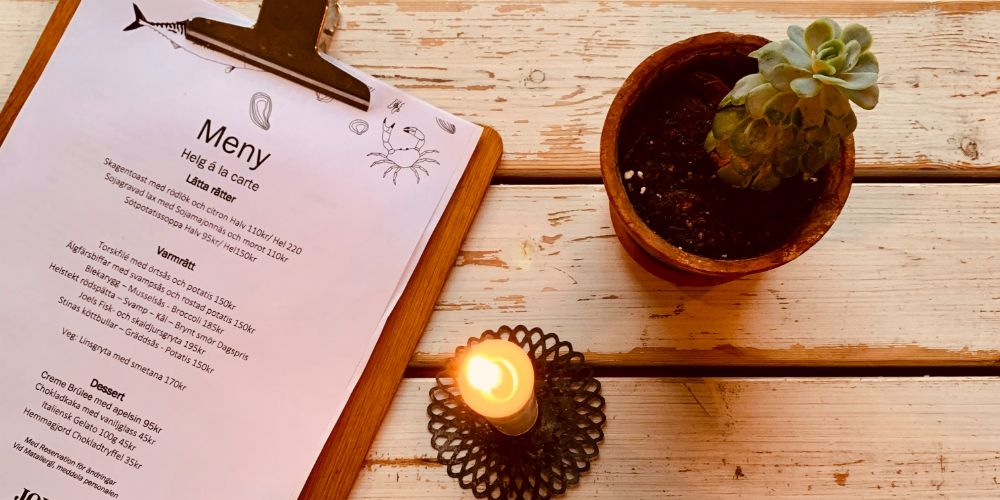 Meny
Helg á la carte
Lätta rätter
Skagentoast med rödlök och citron Halv 110kr/ Hel 220
Sojagravad lax med Sojamajonnäs och morot 110kr
Sötpotatissoppa Halv 95kr/ Hel150kr
Varmrätt
Torskfilé med örtsås och potatis 150kr
Älgfärsbiffar med svampsås och rostad potatis 150kr
Blekarygg – Musselsås - Broccoli 185kr
Helstekt rödspätta – Svamp – Kål – Brynt smör Dagspris
Joels Fisk- och skaldjursgryta 195kr
Stinas köttbullar – Gräddsås - Potatis 150kr
Veg: Linsgryta med smetana 170kr
Dessert
Creme Brûlee med apelsin 95kr
Chokladkaka med vaniljglass 45kr
Italiensk Gelato 100g 45kr
Hemmagjord Chokladtryffel 35kr
Med Reservation för ändringar
Vid Matallergi, meddela personalen